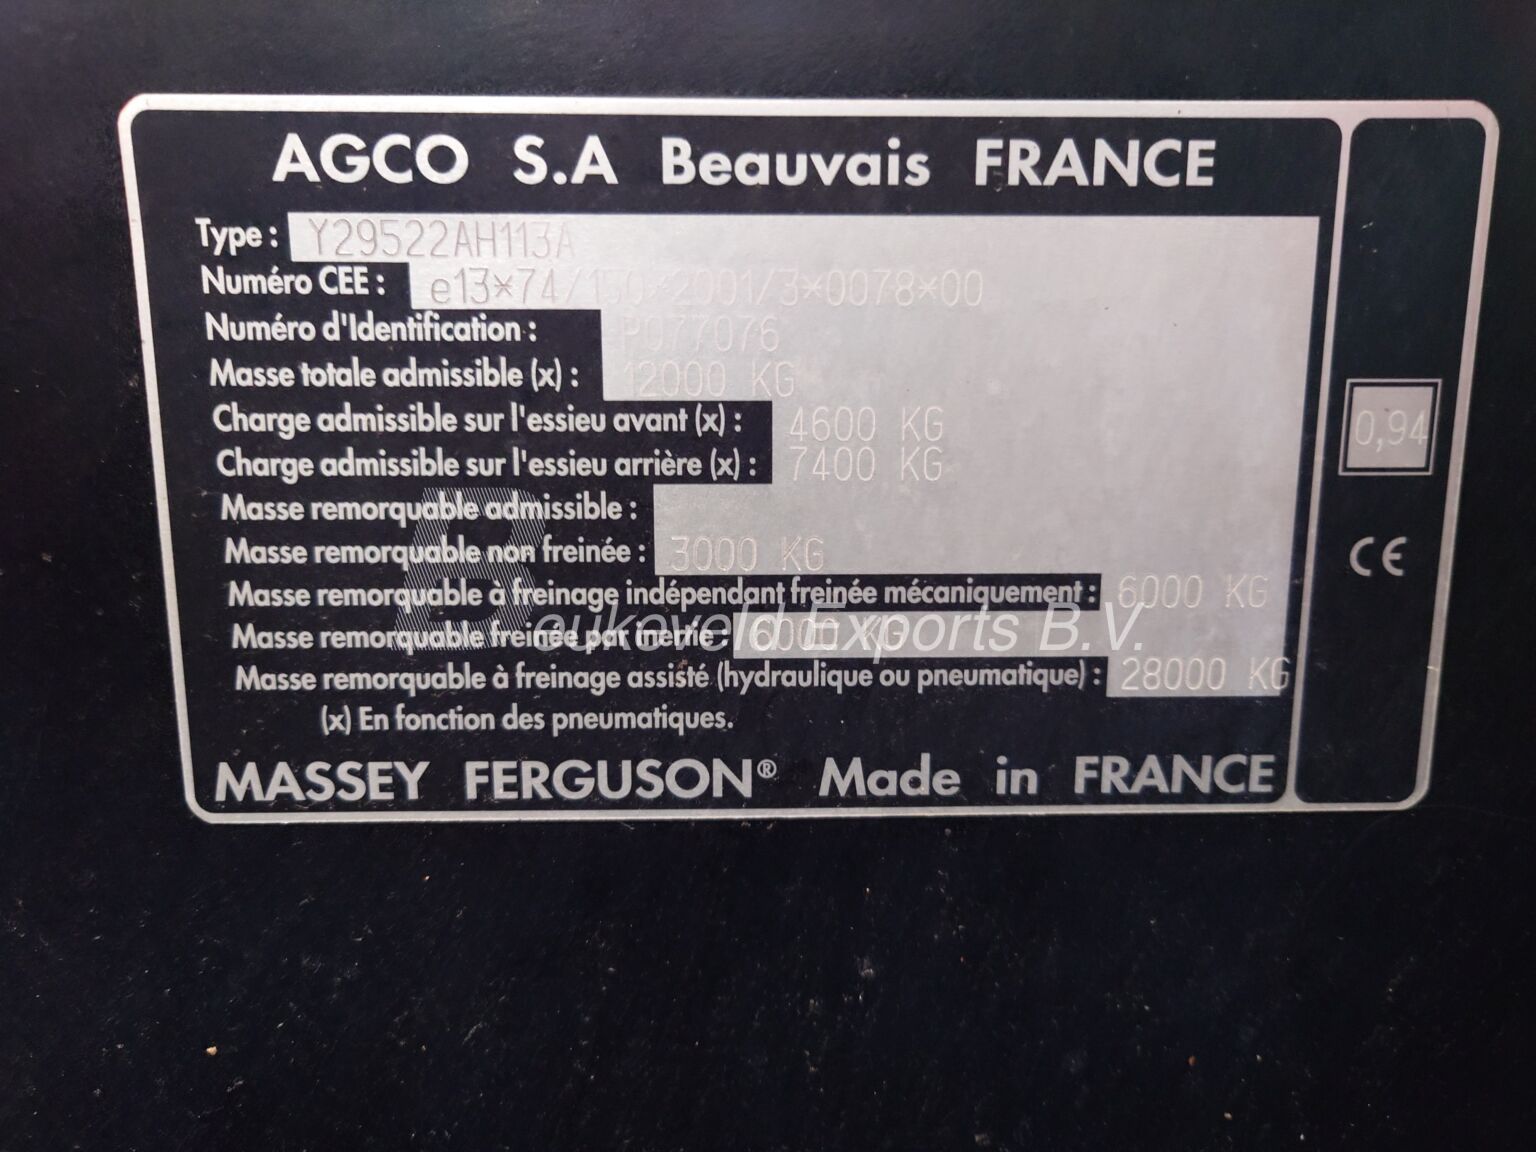 AGCO S.A Beauvais FRANCE
Type : Y29522AH113A
Numéro CEE : e13*74/150*2001/3*0078*00
Numéro d'Identification : P077076
Masse totale admissible (x) : 12000 KG
Charge admissible sur l'essieu avant (x) : 4600 KG
Charge admissible sur l'essieu arrière (x) : 7400 KG
Masse remorquable admissible :
Masse remorquable non freinée : 3000 KG
Masse remorquable à freinage indépendant freinée mécaniquement : 6000 KG
Masse remorquable freinée par inertie : 6000 KG
Masse remorquable à freinage assisté (hydraulique ou pneumatique) : 28000 KG
(x) En fonction des pneumatiques.
MASSEY FERGUSON® Made in FRANCE
0,94
CE
Beukeveld Exports B.V.